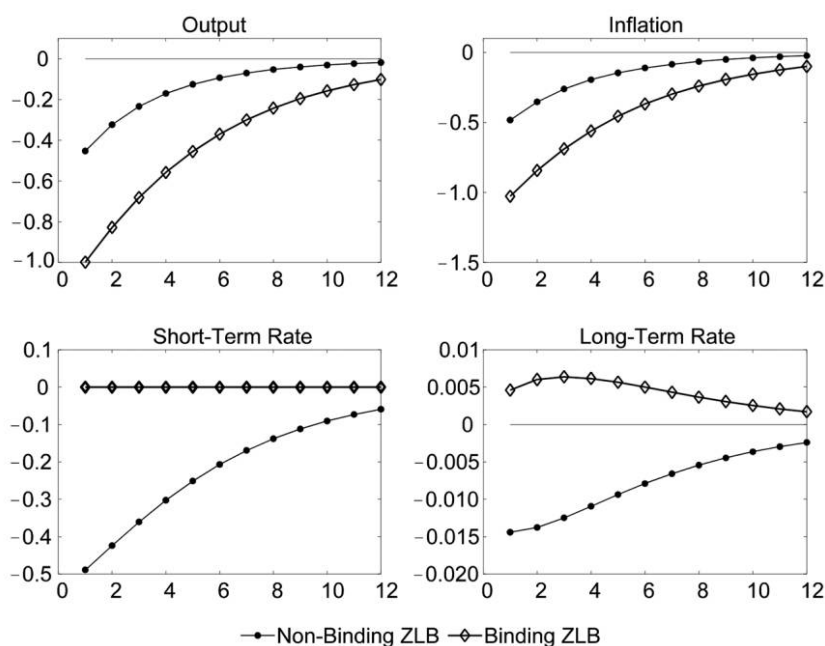 Output
0
−0.2
−0.4
−0.6
−0.8
−1.0
0 2 4 6 8 10 12
Inflation
0
−0.5
−1.0
−1.5
0 2 4 6 8 10 12
Short-Term Rate
0.1
0
−0.1
−0.2
−0.3
−0.4
−0.5
0 2 4 6 8 10 12
Long-Term Rate
0.01
0.005
0
−0.005
−0.010
−0.015
−0.020
0 2 4 6 8 10 12
Non-Binding ZLB Binding ZLB